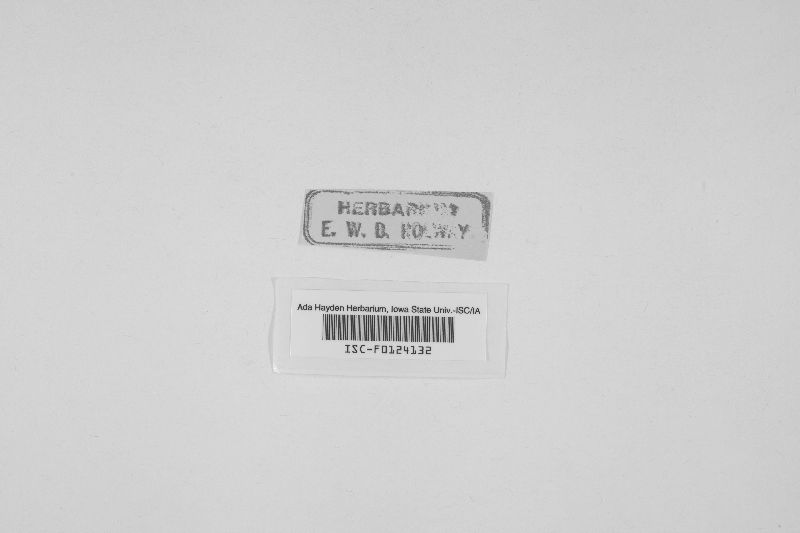 HERBARIUM
E. W. D. HOLWAY.
Ada Hayden Herbarium, Iowa State Univ.-ISC/IA
ISC-F0124132